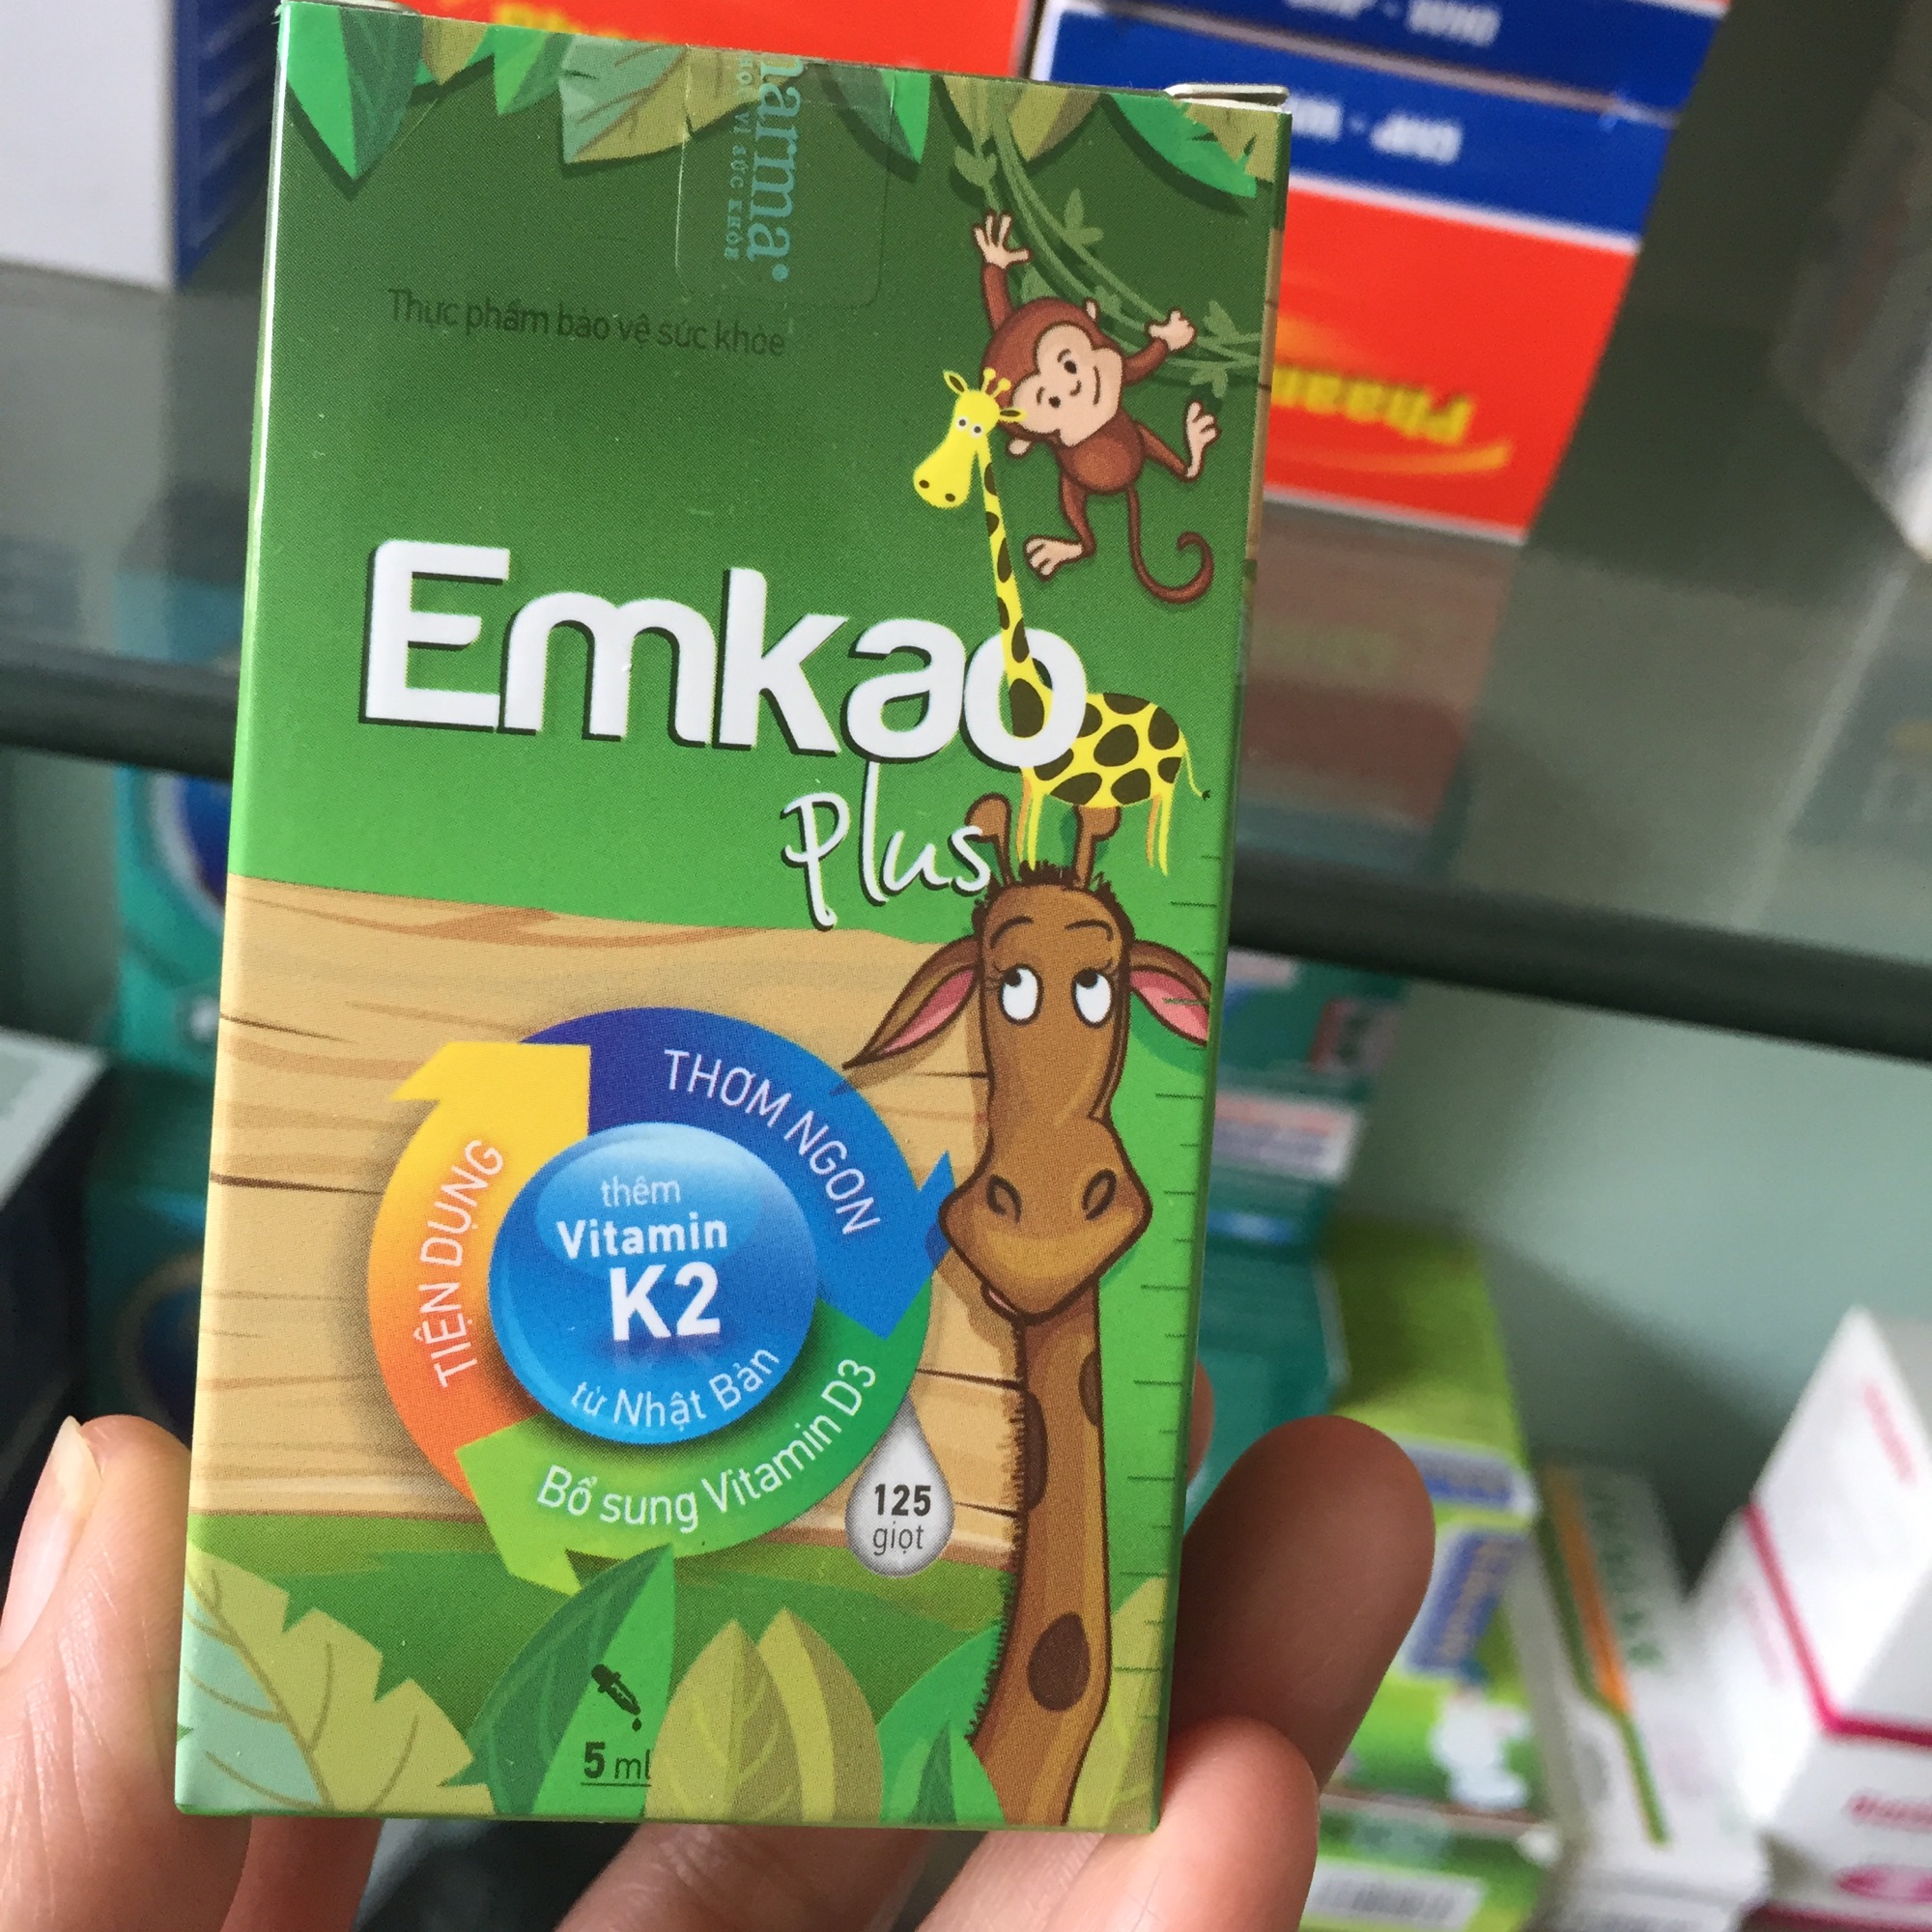 Thực phẩm bảo vệ sức khỏe
Emkao
Plus
THƠM NGON
TIỆN DỤNG
thêm
Vitamin
K2
từ Nhật Bản
Bổ sung Vitamin D3
125
giọt
5 ml